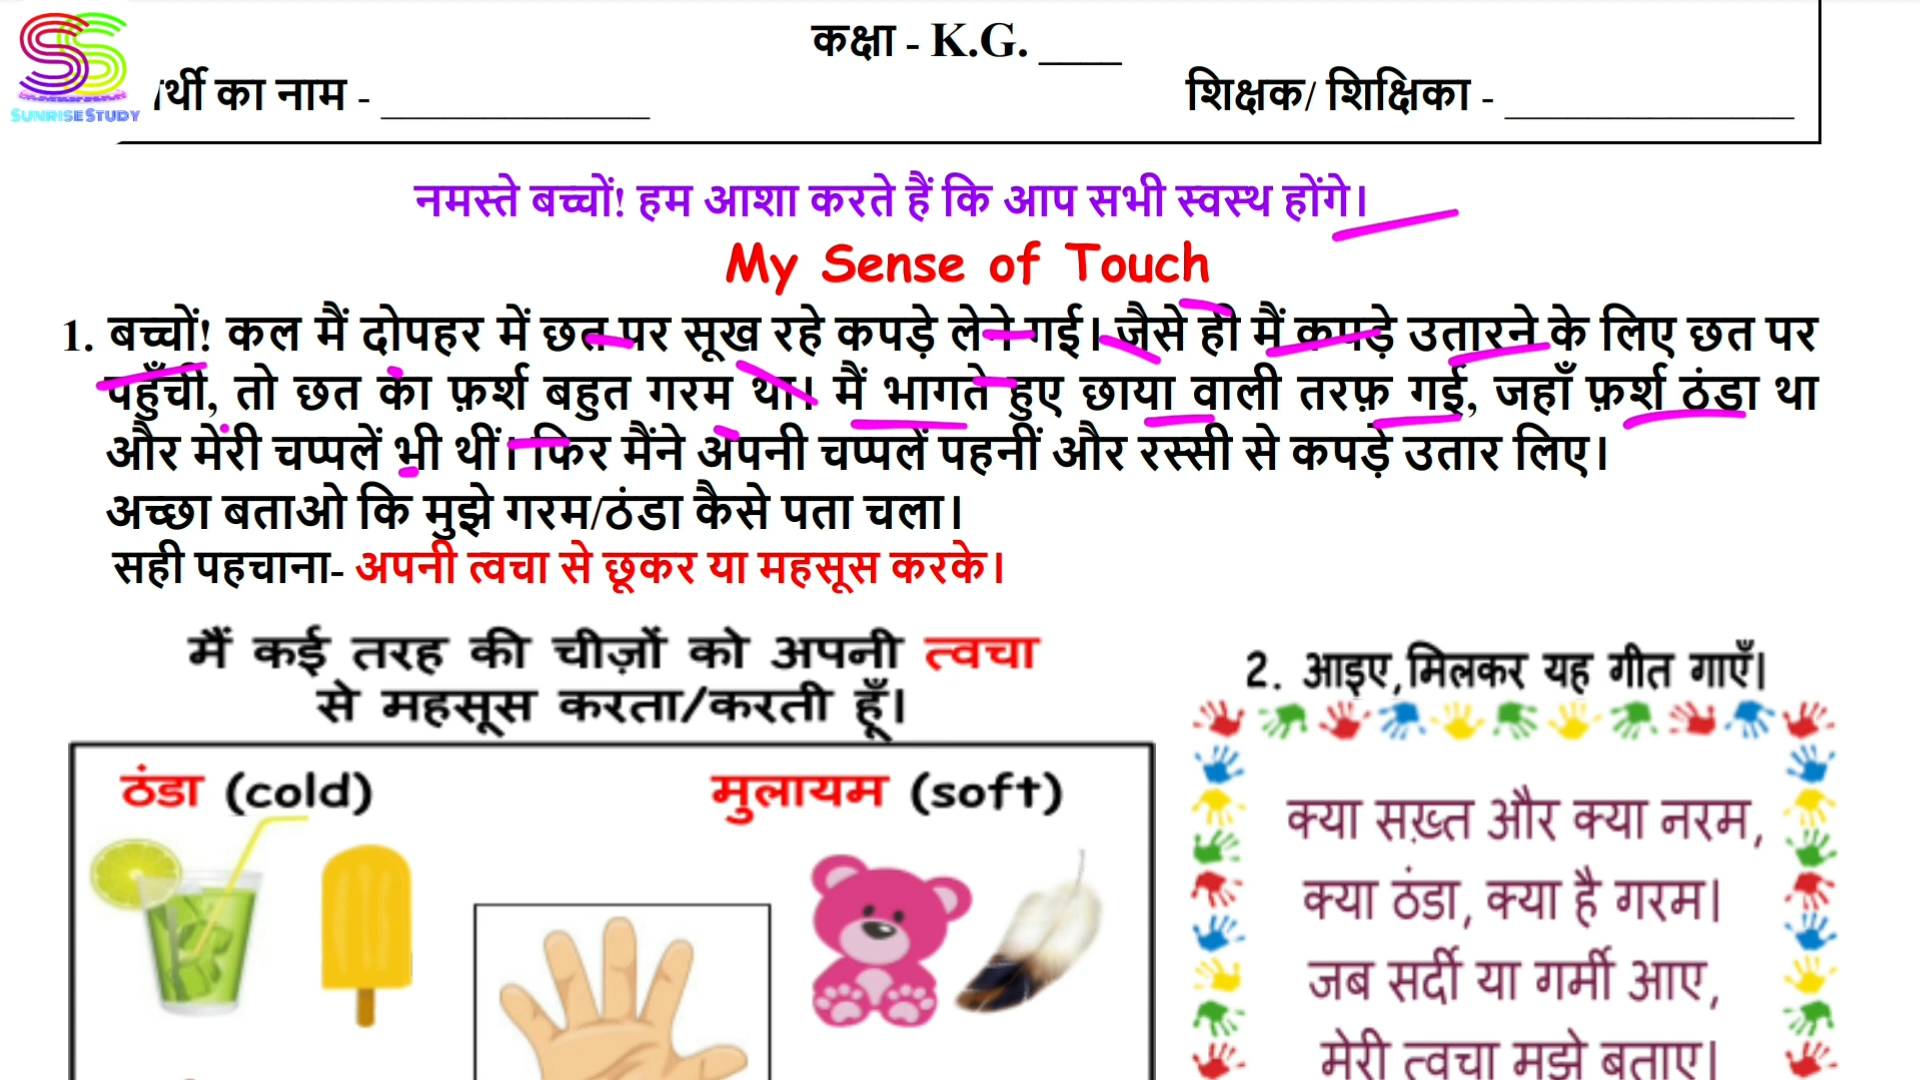 SUNRISE STUDY
कक्षा - K.G. ____
र्थी का नाम - _____________
शिक्षक/ शिक्षिका - ______________
नमस्ते बच्चों! हम आशा करते हैं कि आप सभी स्वस्थ होंगे।
My Sense of Touch
1. बच्चों! कल मैं दोपहर में छत पर सूख रहे कपड़े लेने गई। जैसे ही मैं कपड़े उतारने के लिए छत पर
पहुँची, तो छत का फ़र्श बहुत गरम था। मैं भागते हुए छाया वाली तरफ़ गई, जहाँ फ़र्श ठंडा था
और मेरी चप्पलें भी थीं। फिर मैंने अपनी चप्पलें पहनीं और रस्सी से कपड़े उतार लिए।
अच्छा बताओ कि मुझे गरम/ठंडा कैसे पता चला।
सही पहचाना- अपनी त्वचा से छूकर या महसूस करके।
मैं कई तरह की चीज़ों को अपनी त्वचा
से महसूस करता/करती हूँ।
ठंडा (cold)
मुलायम (soft)
2. आइए,मिलकर यह गीत गाएँ।
क्या सख़्त और क्या नरम,
क्या ठंडा, क्या है गरम।
जब सर्दी या गर्मी आए,
मेरी त्वचा मुझे बताए।